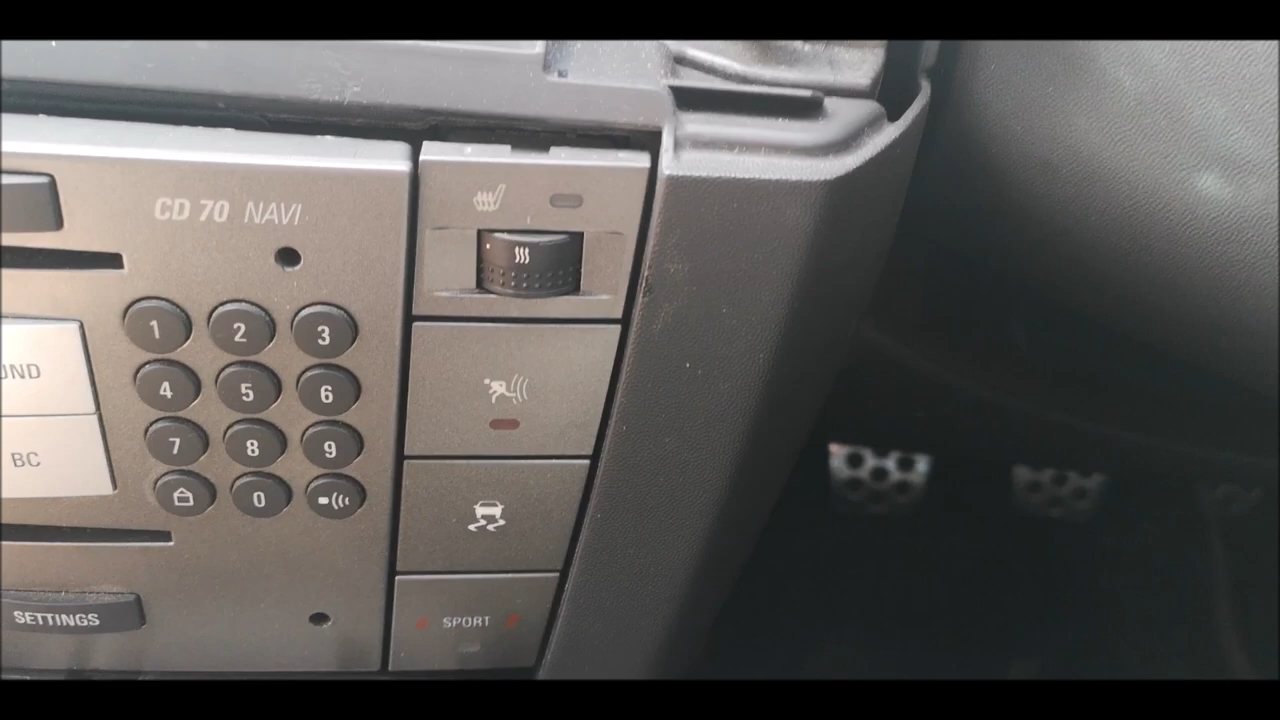 CD 70 NAVI
1 2 3
UND
4 5 6
7 8 9
BC
0
SETTINGS
SPORT